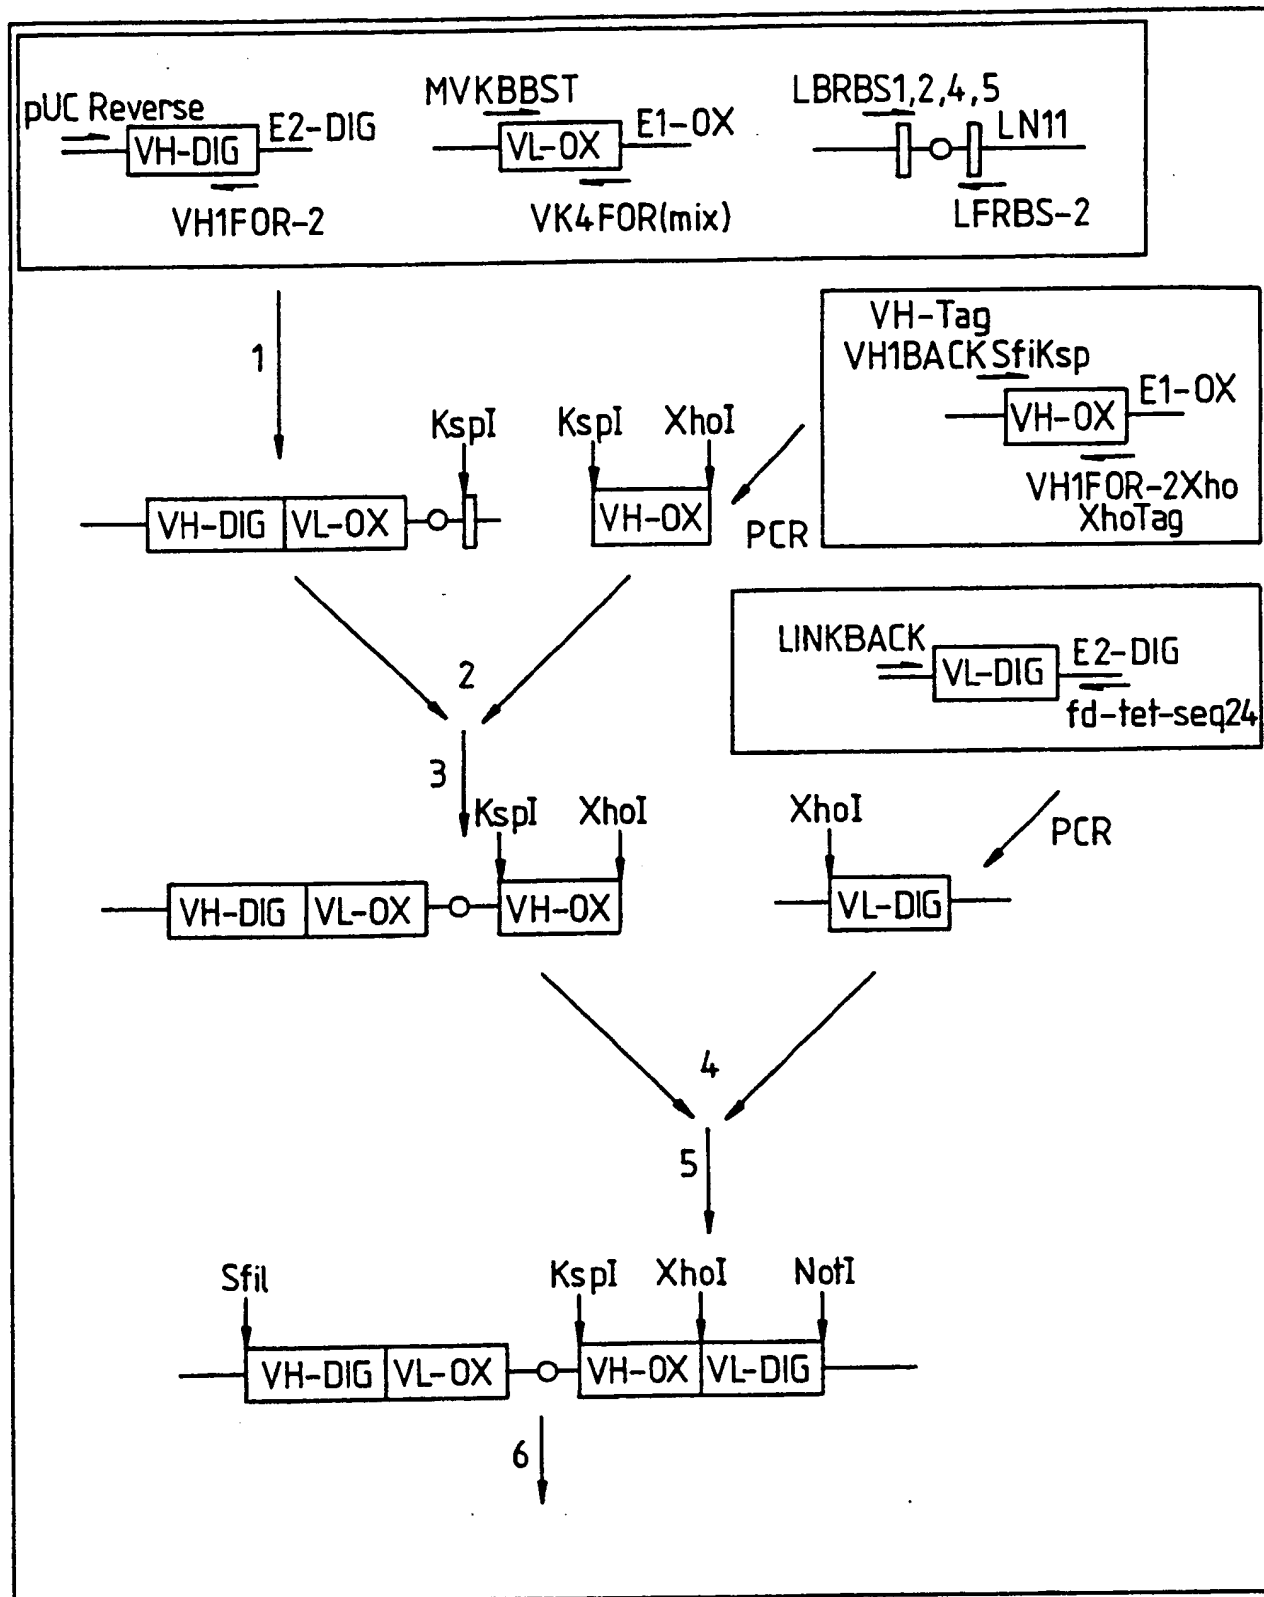 pUC Reverse
VH-DIG
E2-DIG
VH1FOR-2
MVKBBST
VL-OX
E1-OX
VK4FOR(mix)
LBRBS1,2,4,5
LN11
LFRBS-2
1
VH-Tag
VH1BACKSfiKsp
E1-OX
VH-OX
VH1FOR-2Xho
XhoTag
PCR
KspI
VH-DIG VL-OX
KspI XhoI
VH-OX
2
LINKBACK
VL-DIG
E2-DIG
fd-tet-seq24
PCR
3
KspI XhoI
VH-DIG VL-OX VH-OX
XhoI
VL-DIG
4
5
SfiI KspI XhoI NotI
VH-DIG VL-OX VH-OX VL-DIG
6